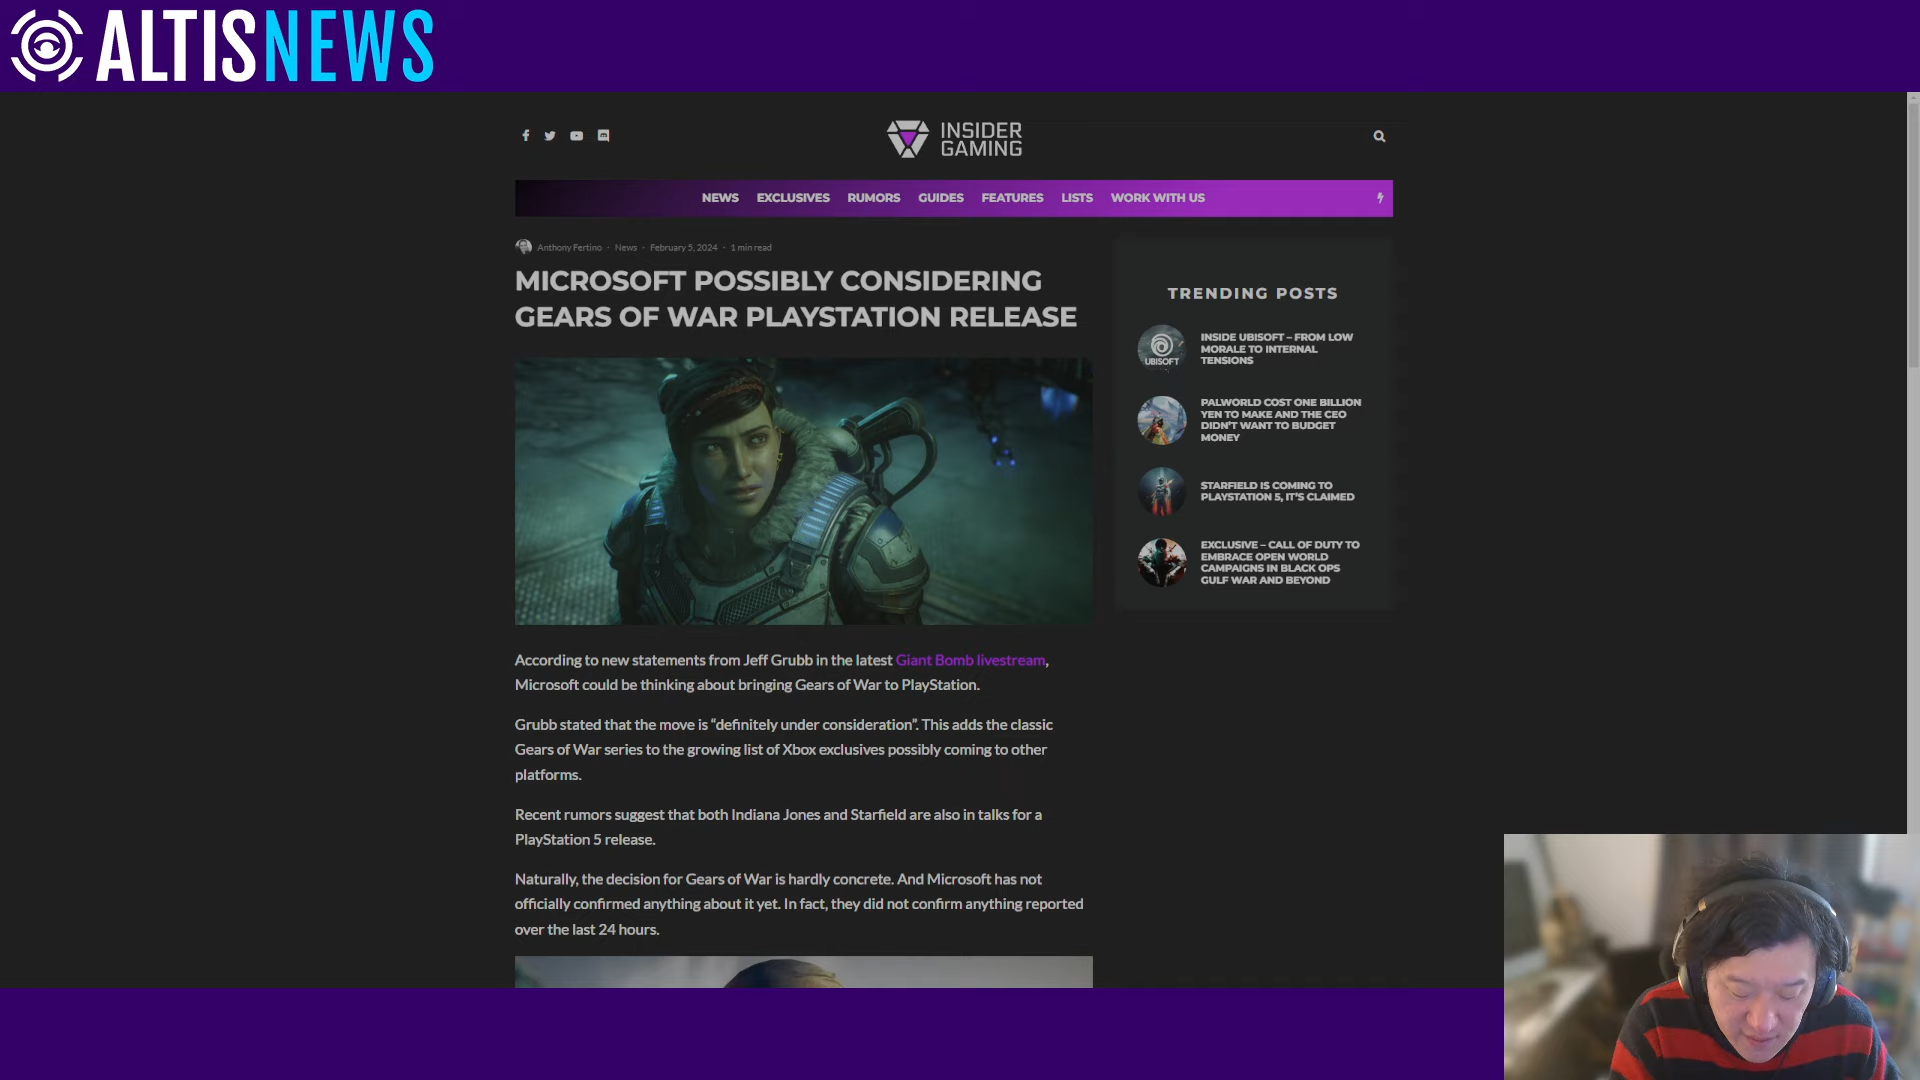 ALTISNEWS
INSIDER
GAMING
NEWS EXCLUSIVES RUMORS GUIDES FEATURES LISTS WORK WITH US
Anthony Fertino · News · February 5, 2024 · 1 min read
MICROSOFT POSSIBLY CONSIDERING
GEARS OF WAR PLAYSTATION RELEASE
According to new statements from Jeff Grubb in the latest Giant Bomb livestream,
Microsoft could be thinking about bringing Gears of War to PlayStation.
Grubb stated that the move is “definitely under consideration”. This adds the classic
Gears of War series to the growing list of Xbox exclusives possibly coming to other
platforms.
Recent rumors suggest that both Indiana Jones and Starfield are also in talks for a
PlayStation 5 release.
Naturally, the decision for Gears of War is hardly concrete. And Microsoft has not
officially confirmed anything about it yet. In fact, they did not confirm anything reported
over the last 24 hours.
TRENDING POSTS
UBISOFT
INSIDE UBISOFT – FROM LOW
MORALE TO INTERNAL
TENSIONS
PALWORLD COST ONE BILLION
YEN TO MAKE AND THE CEO
DIDN'T WANT TO BUDGET
MONEY
STARFIELD IS COMING TO
PLAYSTATION 5, IT'S CLAIMED
EXCLUSIVE – CALL OF DUTY TO
EMBRACE OPEN WORLD
CAMPAIGNS IN BLACK OPS
GULF WAR AND BEYOND